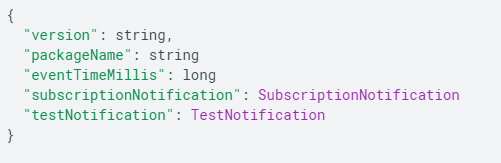 {
"version": string,
"packageName": string
"eventTimeMillis": long
"subscriptionNotification": SubscriptionNotification
"testNotification": TestNotification
}